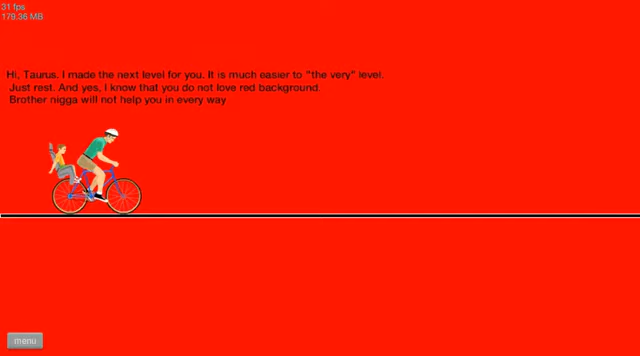 31 fps
179.36 MB
Hi, Taurus. I made the next level for you. It is much easier to "the very" level.
Just rest. And yes, I know that you do not love red background.
Brother nigga will not help you in every way
menu